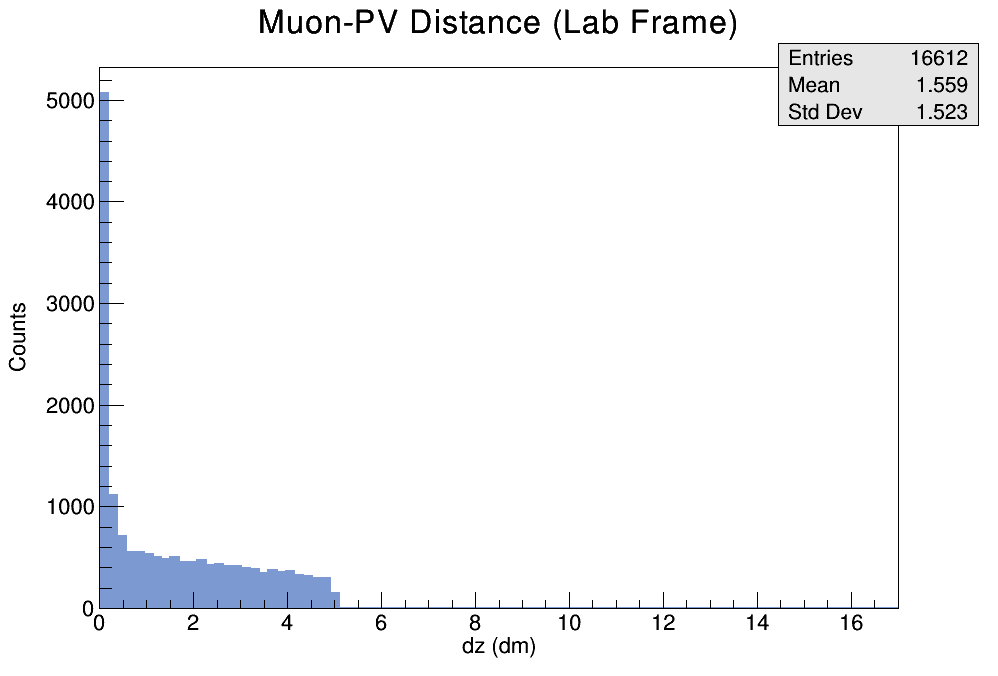 Muon-PV Distance (Lab Frame)
Entries 16612
Mean 1.559
Std Dev 1.523
5000
4000
3000
2000
1000
0
Counts
0 2 4 6 8 10 12 14 16
dz (dm)